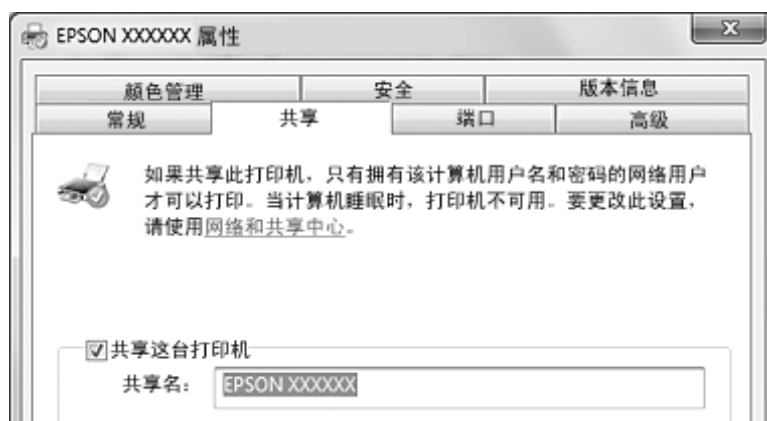 EPSON XXXXXX 属性
颜色管理 安全 版本信息
常规 共享 端口 高级
如果共享此打印机，只有拥有该计算机用户名和密码的网络用户
才可以打印。当计算机睡眠时，打印机不可用。要更改此设置，
请使用网络和共享中心。
共享这台打印机
共享名： EPSON XXXXXX